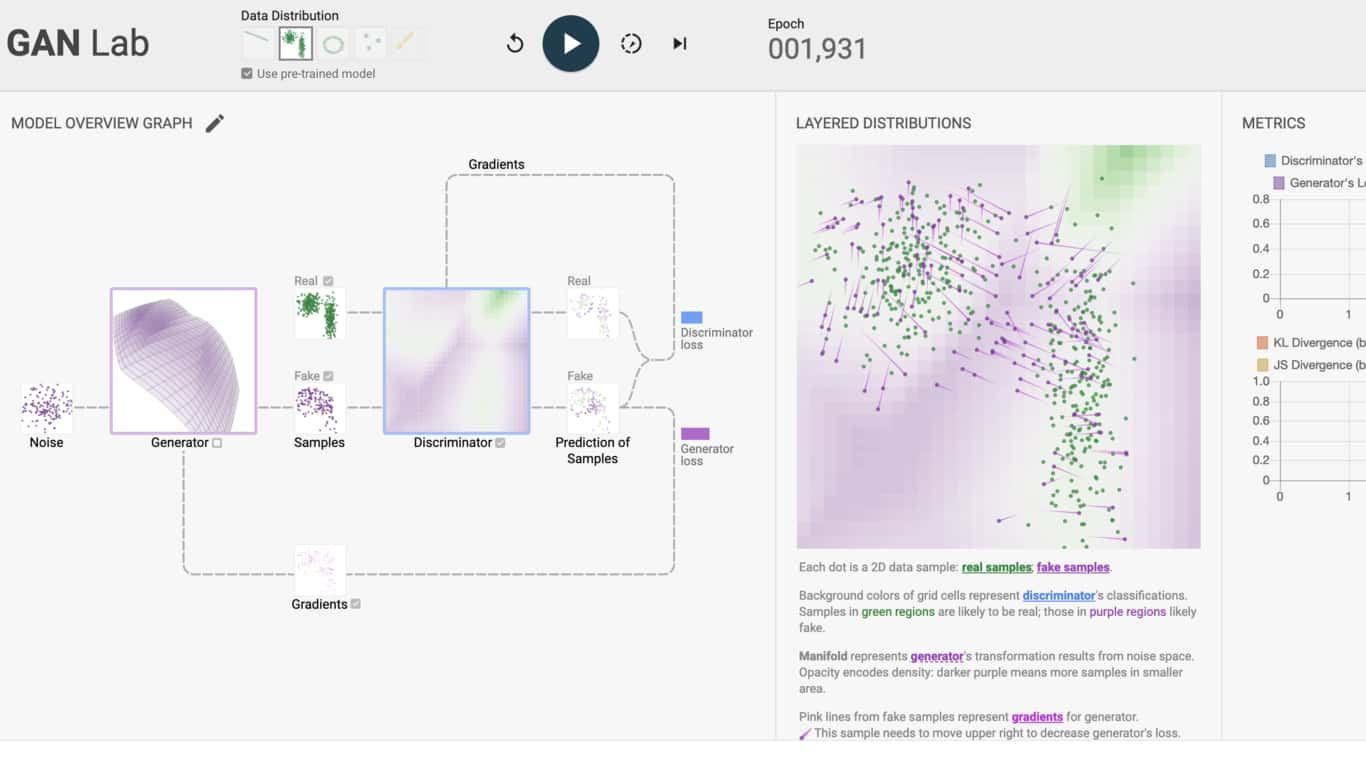 GAN Lab
Data Distribution
Use pre-trained model
Epoch
001,931
MODEL OVERVIEW GRAPH
Gradients
Real
Real
Discriminator
loss
Fake
Fake
Generator
loss
Noise
Generator
Samples
Discriminator
Prediction of
Samples
Gradients
LAYERED DISTRIBUTIONS
Each dot is a 2D data sample: real samples; fake samples.
Background colors of grid cells represent discriminator's classifications.
Samples in green regions are likely to be real; those in purple regions likely
fake.
Manifold represents generator's transformation results from noise space.
Opacity encodes density: darker purple means more samples in smaller
area.
Pink lines from fake samples represent gradients for generator.
This sample needs to move upper right to decrease generator's loss.
METRICS
Discriminator's
Generator's Lo
0.8
0.6
0.4
0.2
0
0 1
KL Divergence (b
JS Divergence (b
1.0
0.8
0.6
0.4
0.2
0
0 1